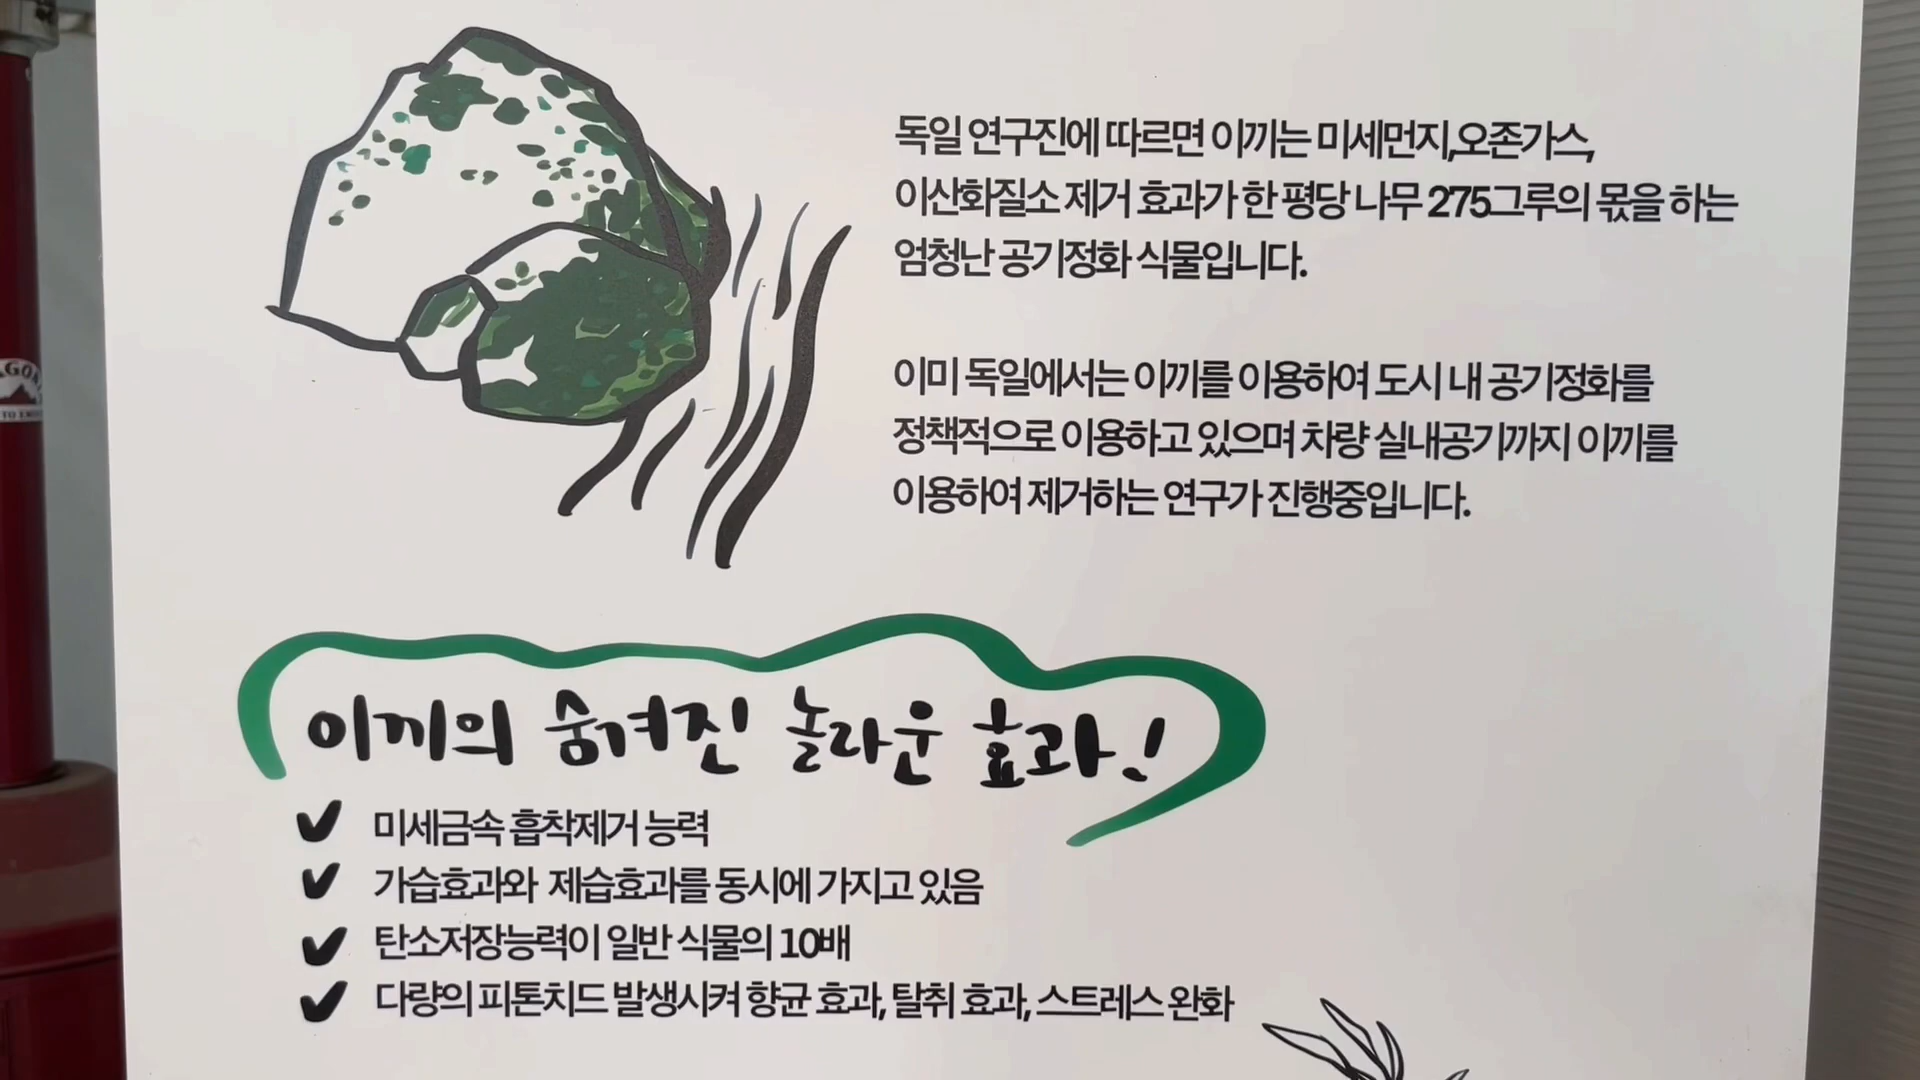 독일 연구진에 따르면 이끼는 미세먼지,오존가스,
이산화질소 제거 효과가 한 평당 나무 275그루의 몫을 하는
엄청난 공기정화 식물입니다.
이미 독일에서는 이끼를 이용하여 도시 내 공기정화를
정책적으로 이용하고 있으며 차량 실내공기까지 이끼를
이용하여 제거하는 연구가 진행중입니다.
이끼의 숨겨진 놀라운 효과!
미세금속 흡착제거 능력
가습효과와 제습효과를 동시에 가지고 있음
탄소저장능력이 일반 식물의 10배
다량의 피톤치드 발생시켜 향균 효과, 탈취 효과, 스트레스 완화